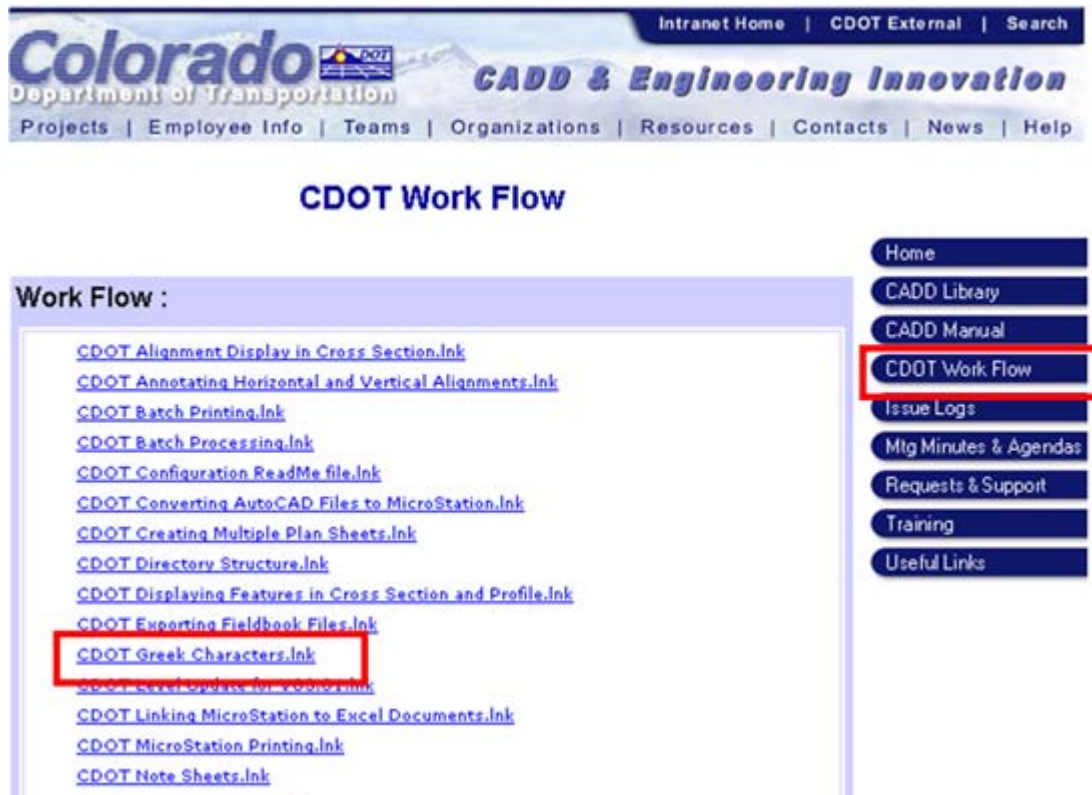 Intranet Home | CDOT External | Search
Colorado DOT
Department of Transportation
CADD & Engineering Innovation
Projects | Employee Info | Teams | Organizations | Resources | Contacts | News | Help
CDOT Work Flow
Work Flow :
CDOT Alignment Display in Cross Section.lnk
CDOT Annotating Horizontal and Vertical Alignments.lnk
CDOT Batch Printing.lnk
CDOT Batch Processing.lnk
CDOT Configuration ReadMe file.lnk
CDOT Converting AutoCAD Files to MicroStation.lnk
CDOT Creating Multiple Plan Sheets.lnk
CDOT Directory Structure.lnk
CDOT Displaying Features in Cross Section and Profile.lnk
CDOT Exporting Fieldbook Files.lnk
CDOT Greek Characters.lnk
CDOT Level Update for
CDOT Linking MicroStation to Excel Documents.lnk
CDOT MicroStation Printing.lnk
CDOT Note Sheets.lnk
Home
CADD Library
CADD Manual
CDOT Work Flow
Issue Logs
Mtg Minutes & Agendas
Requests & Support
Training
Useful Links